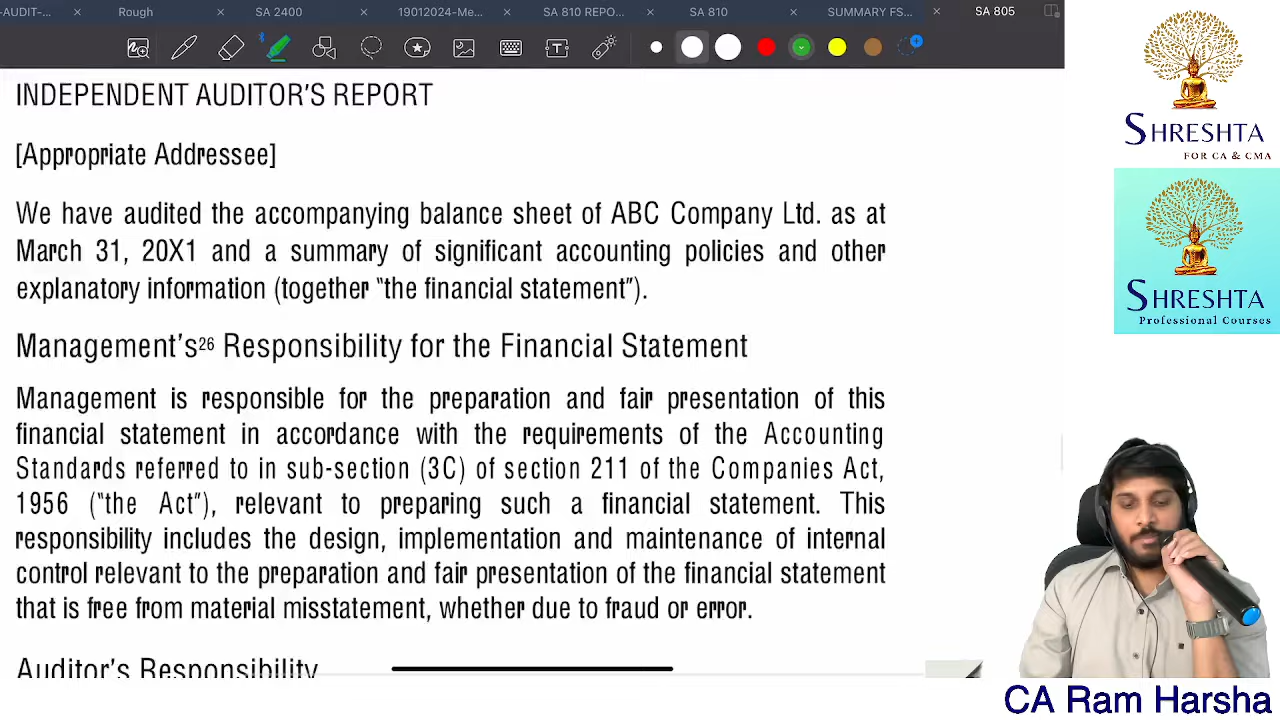 -AUDIT-...
Rough
SA 2400
19012024-Me...
SA 810 REPO...
SA 810
SUMMARY FS...
SA 805
INDEPENDENT AUDITOR’S REPORT
[Appropriate Addressee]
We have audited the accompanying balance sheet of ABC Company Ltd. as at
March 31, 20X1 and a summary of significant accounting policies and other
explanatory information (together “the financial statement”).
Management’s26 Responsibility for the Financial Statement
Management is responsible for the preparation and fair presentation of this
financial statement in accordance with the requirements of the Accounting
Standards referred to in sub-section (3C) of section 211 of the Companies Act,
1956 (“the Act”), relevant to preparing such a financial statement. This
responsibility includes the design, implementation and maintenance of internal
control relevant to the preparation and fair presentation of the financial statement
that is free from material misstatement, whether due to fraud or error.
Auditor’s Responsibility
SHRESHTA
FOR CA & CMA
SHRESHTA
Professional Courses
CA Ram Harsha